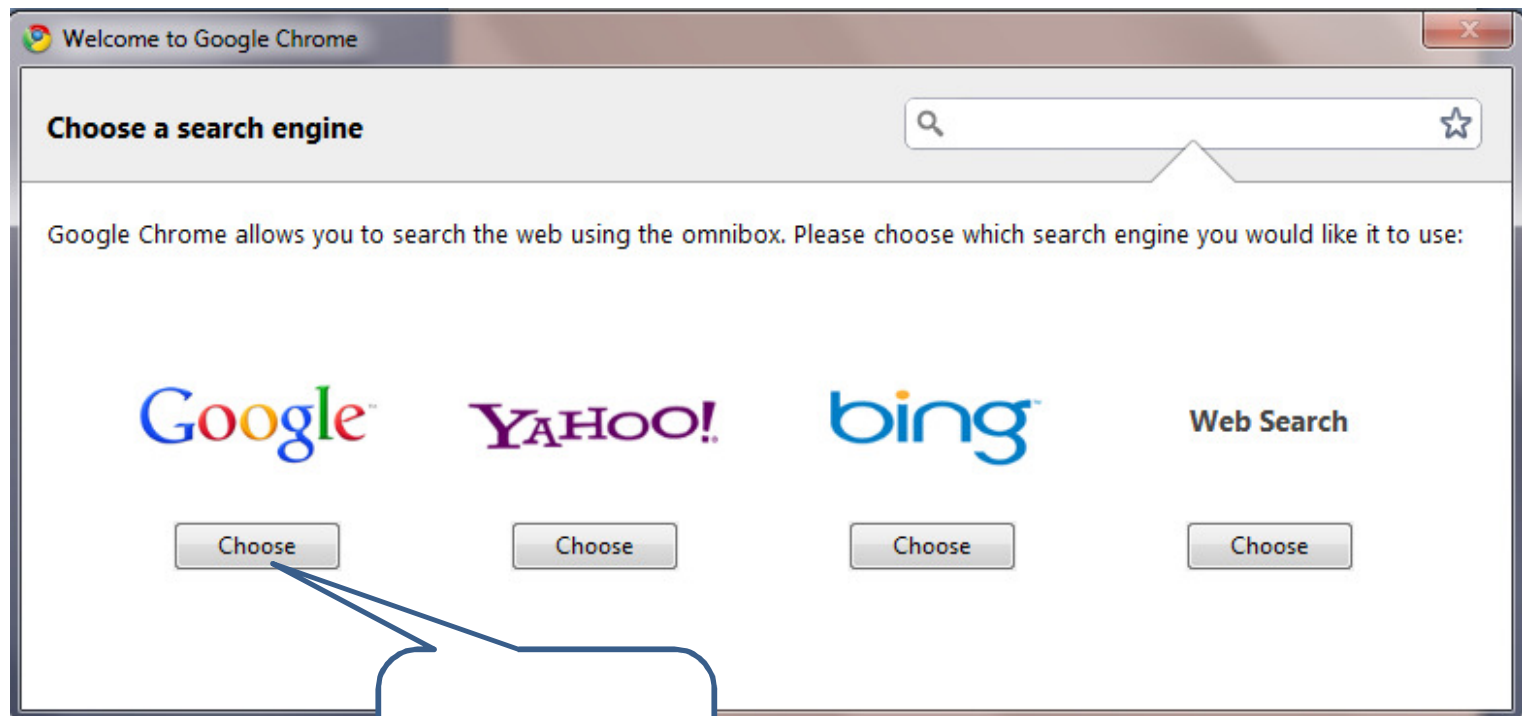 Welcome to Google Chrome
Choose a search engine
Google Chrome allows you to search the web using the omnibox. Please choose which search engine you would like it to use:
Google YAHOO! bing Web Search
Choose Choose Choose Choose